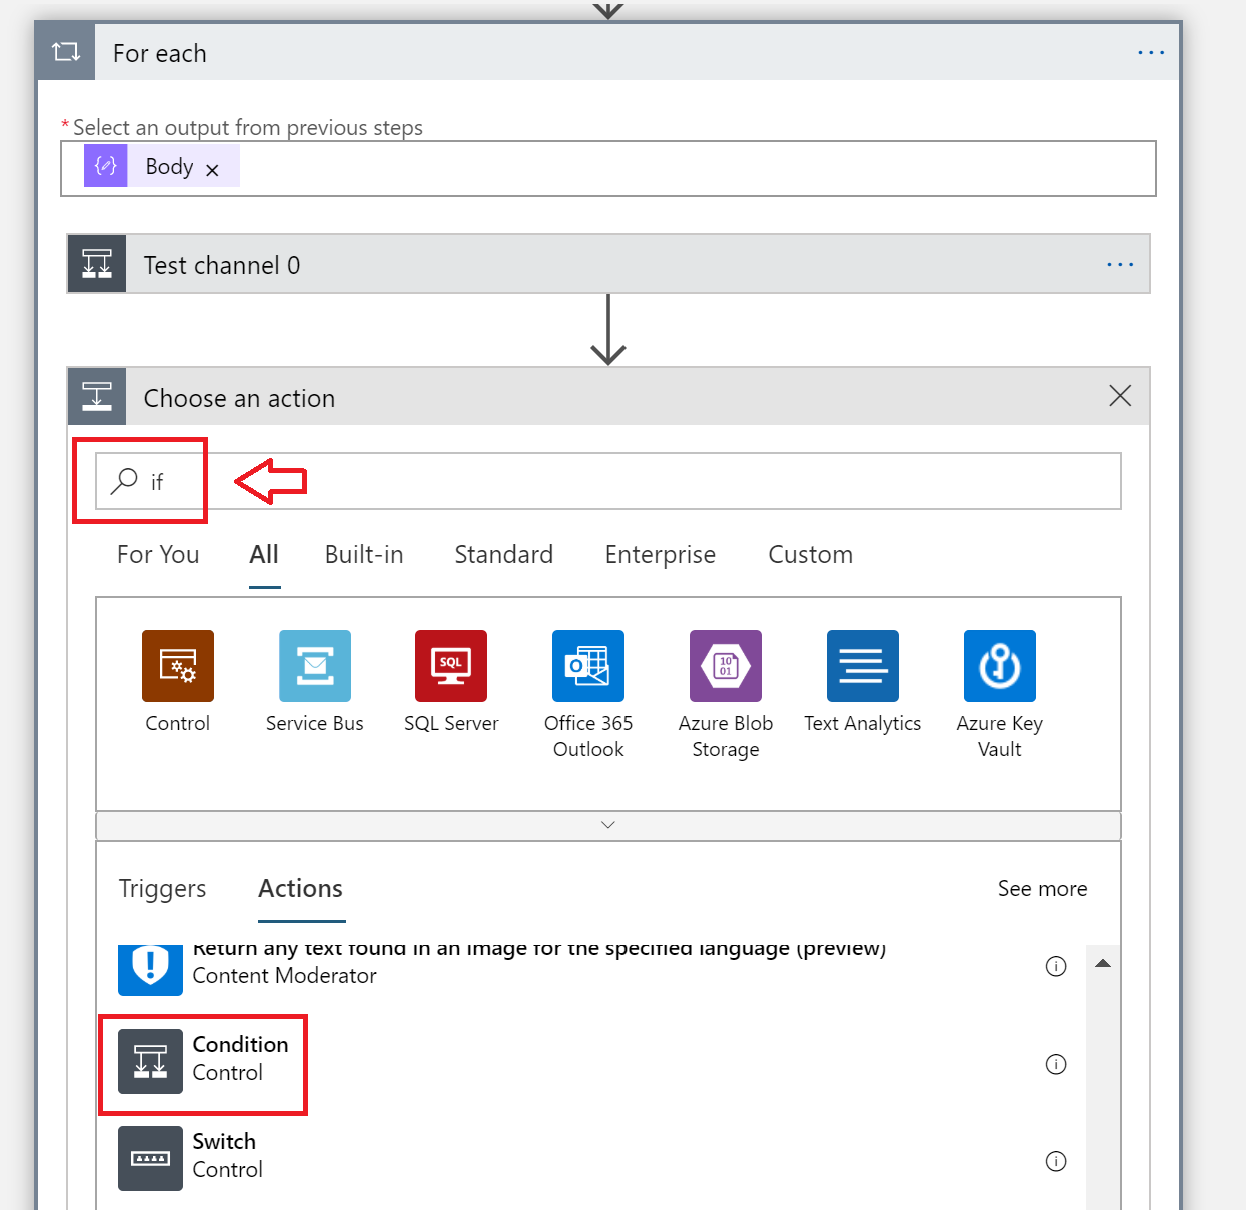 For each
* Select an output from previous steps
Body
Test channel 0
Choose an action
if
For You All Built-in Standard Enterprise Custom
SQL
10
01
Control Service Bus SQL Server Office 365 Outlook Azure Blob Storage Text Analytics Azure Key Vault
Triggers Actions See more
Return any text found in an image for the specified language (preview)
Content Moderator
Condition
Control
Switch
Control